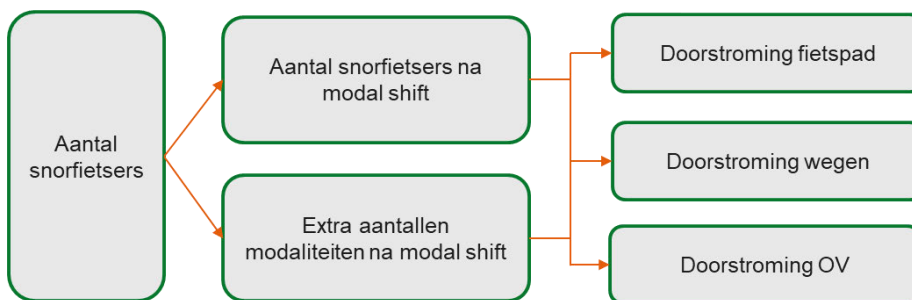 Aantal
snorfietsers
Aantal snorfietsers na
modal shift
Extra aantallen
modaliteiten na modal shift
Doorstroming fietspad
Doorstroming wegen
Doorstroming OV